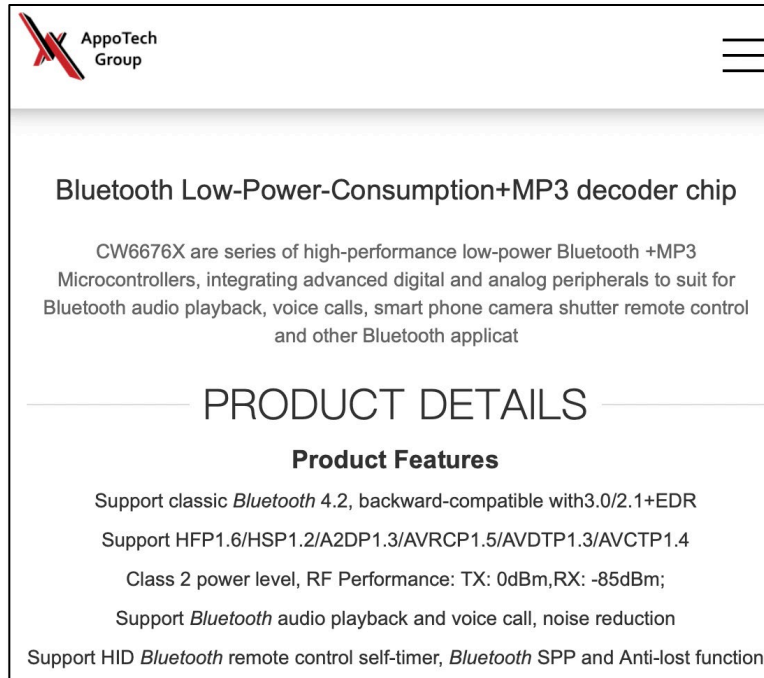 AppoTech
Group
Bluetooth Low-Power-Consumption+MP3 decoder chip
CW6676X are series of high-performance low-power Bluetooth +MP3
Microcontrollers, integrating advanced digital and analog peripherals to suit for
Bluetooth audio playback, voice calls, smart phone camera shutter remote control
and other Bluetooth applicat
PRODUCT DETAILS
Product Features
Support classic Bluetooth 4.2, backward-compatible with3.0/2.1+EDR
Support HFP1.6/HSP1.2/A2DP1.3/AVRCP1.5/AVDTP1.3/AVCTP1.4
Class 2 power level, RF Performance: TX: 0dBm,RX: -85dBm;
Support Bluetooth audio playback and voice call, noise reduction
Support HID Bluetooth remote control self-timer, Bluetooth SPP and Anti-lost function